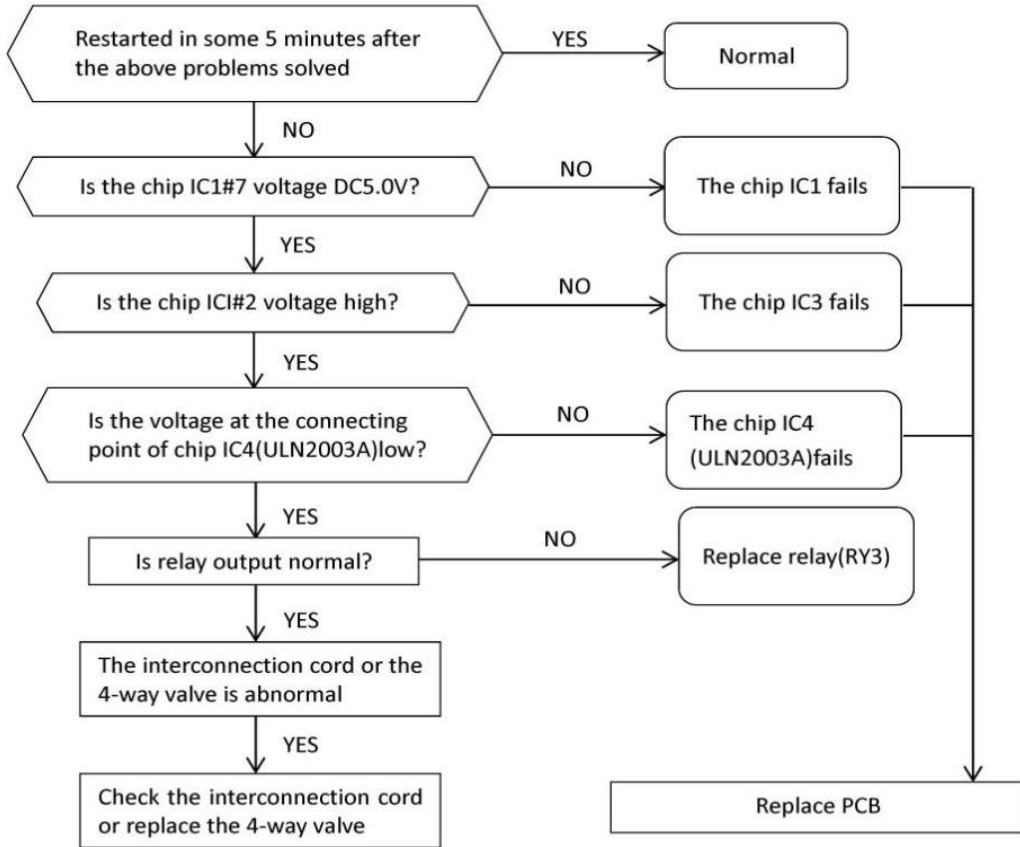 Restarted in some 5 minutes after
the above problems solved
YES
Normal
NO
Is the chip IC1#7 voltage DC5.0V?
NO
The chip IC1 fails
YES
Is the chip ICI#2 voltage high?
NO
The chip IC3 fails
YES
Is the voltage at the connecting
point of chip IC4(ULN2003A)low?
NO
The chip IC4
(ULN2003A)fails
YES
Is relay output normal?
NO
Replace relay(RY3)
YES
The interconnection cord or the
4-way valve is abnormal
YES
Check the interconnection cord
or replace the 4-way valve
Replace PCB